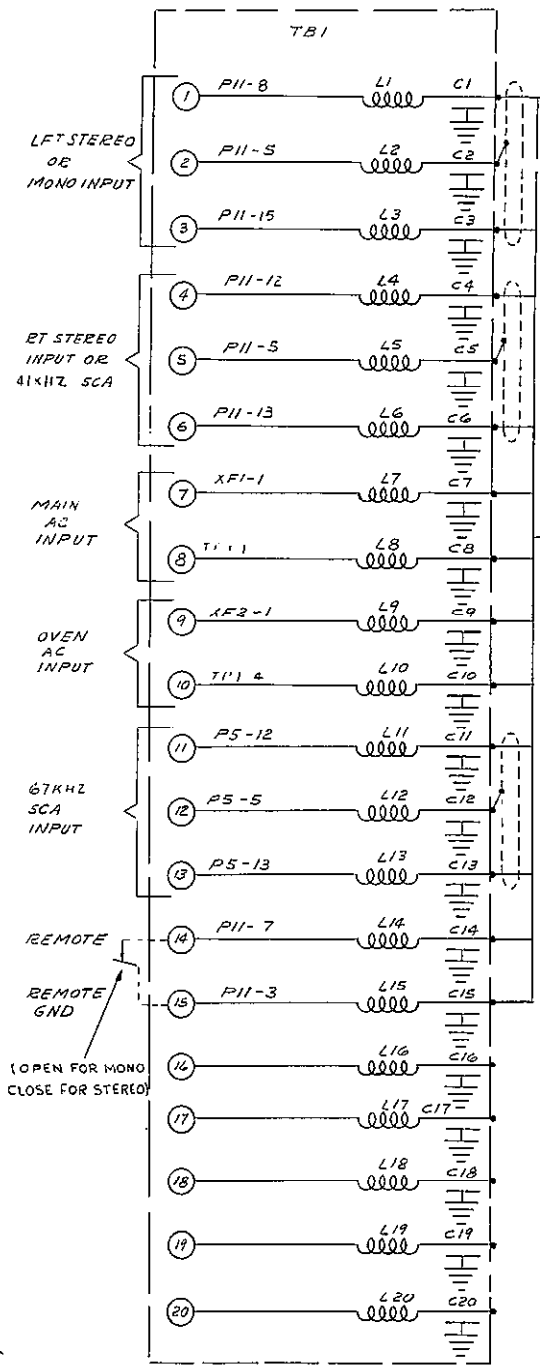 TB1
LFT STEREO
OR
MONO INPUT
1 P11-8 L1 C1
2 P11-5 L2 C2
3 P11-15 L3 C3
RT STEREO
INPUT OR
41KHZ SCA
4 P11-12 L4 C4
5 P11-5 L5 C5
6 P11-13 L6 C6
MAIN
AC
INPUT
7 XF1-1 L7 C7
8 L8 C8
OVEN
AC
INPUT
9 XF2-1 L9 C9
10 L10 C10
67KHZ
SCA
INPUT
11 P5-12 L11 C11
12 P5-5 L12 C12
13 P5-13 L13 C13
REMOTE
14 P11-7 L14 C14
REMOTE
GND
15 P11-3 L15 C15
(OPEN FOR MONO
CLOSE FOR STEREO)
16 L16 C16
17 L17 C17
18 L18 C18
19 L19 C19
20 L20 C20